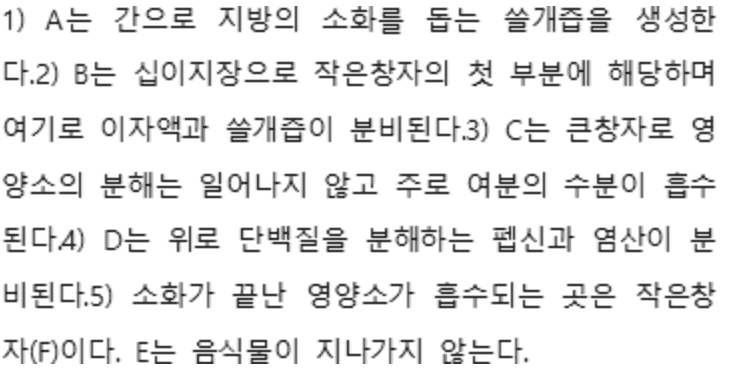 1) A는 간으로 지방의 소화를 돕는 쓸개즙을 생성한
다.2) B는 십이지장으로 작은창자의 첫 부분에 해당하며
여기로 이자액과 쓸개즙이 분비된다.3) C는 큰창자로 영
양소의 분해는 일어나지 않고 주로 여분의 수분이 흡수
된다.4) D는 위로 단백질을 분해하는 펩신과 염산이 분
비된다.5) 소화가 끝난 영양소가 흡수되는 곳은 작은창
자(F)이다. E는 음식물이 지나가지 않는다.